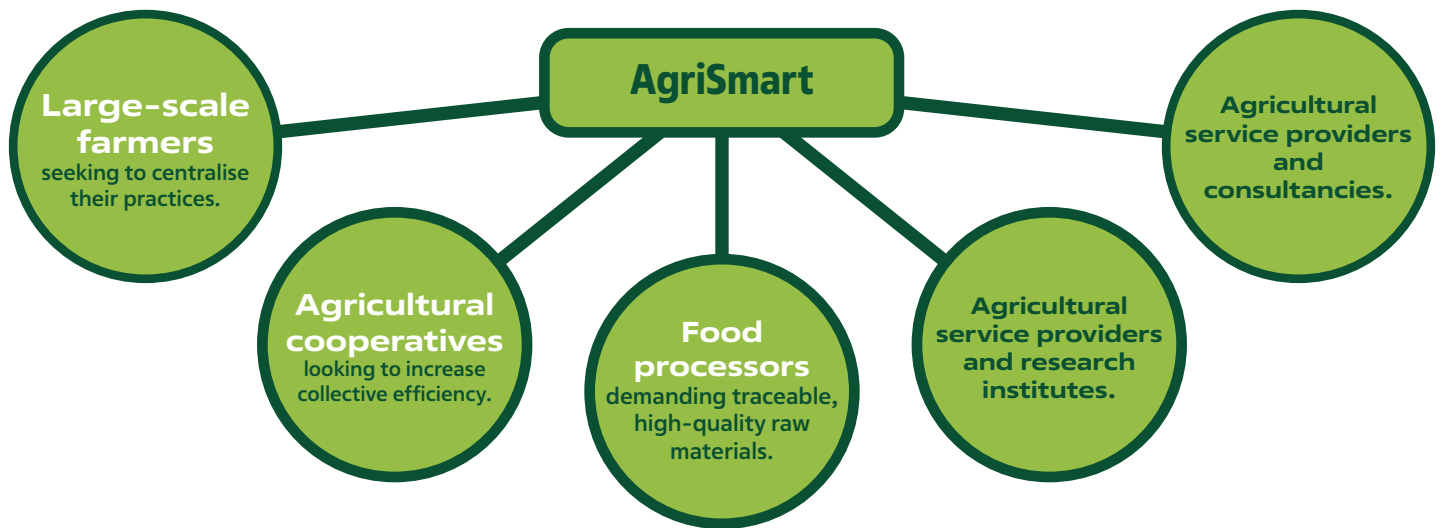 AgriSmart
Large-scale
farmers
seeking to centralise
their practices.
Agricultural
cooperatives
looking to increase
collective efficiency.
Food
processors
demanding traceable,
high-quality raw
materials.
Agricultural
service providers
and research
institutes.
Agricultural
service providers
and
consultancies.